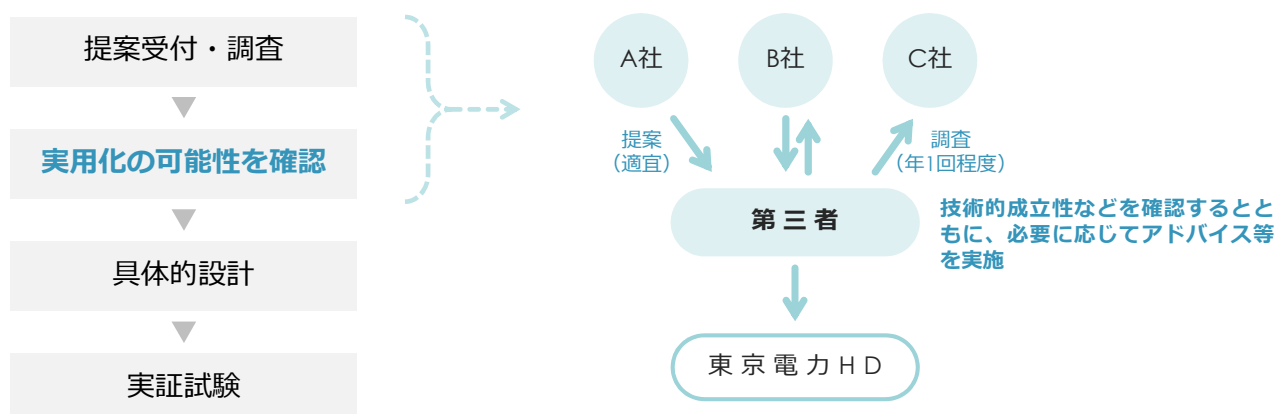 提案受付・調査
実用化の可能性を確認
具体的設計
実証試験
A社
B社
C社
提案
（適宜）
調査
（年1回程度）
第三者
技術的成立性などを確認するとと
もに、必要に応じてアドバイス等
を実施
東京電力HD